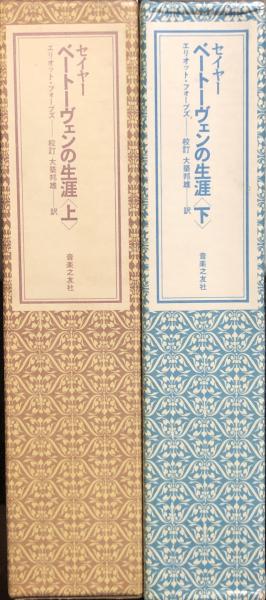 セイヤー
ベートーヴェンの生涯〈上〉
エリオット・フォーブズ——校訂 大築邦雄——訳
音楽之友社
セイヤー
ベートーヴェンの生涯〈下〉
エリオット・フォーブズ——校訂 大築邦雄——訳
音楽之友社